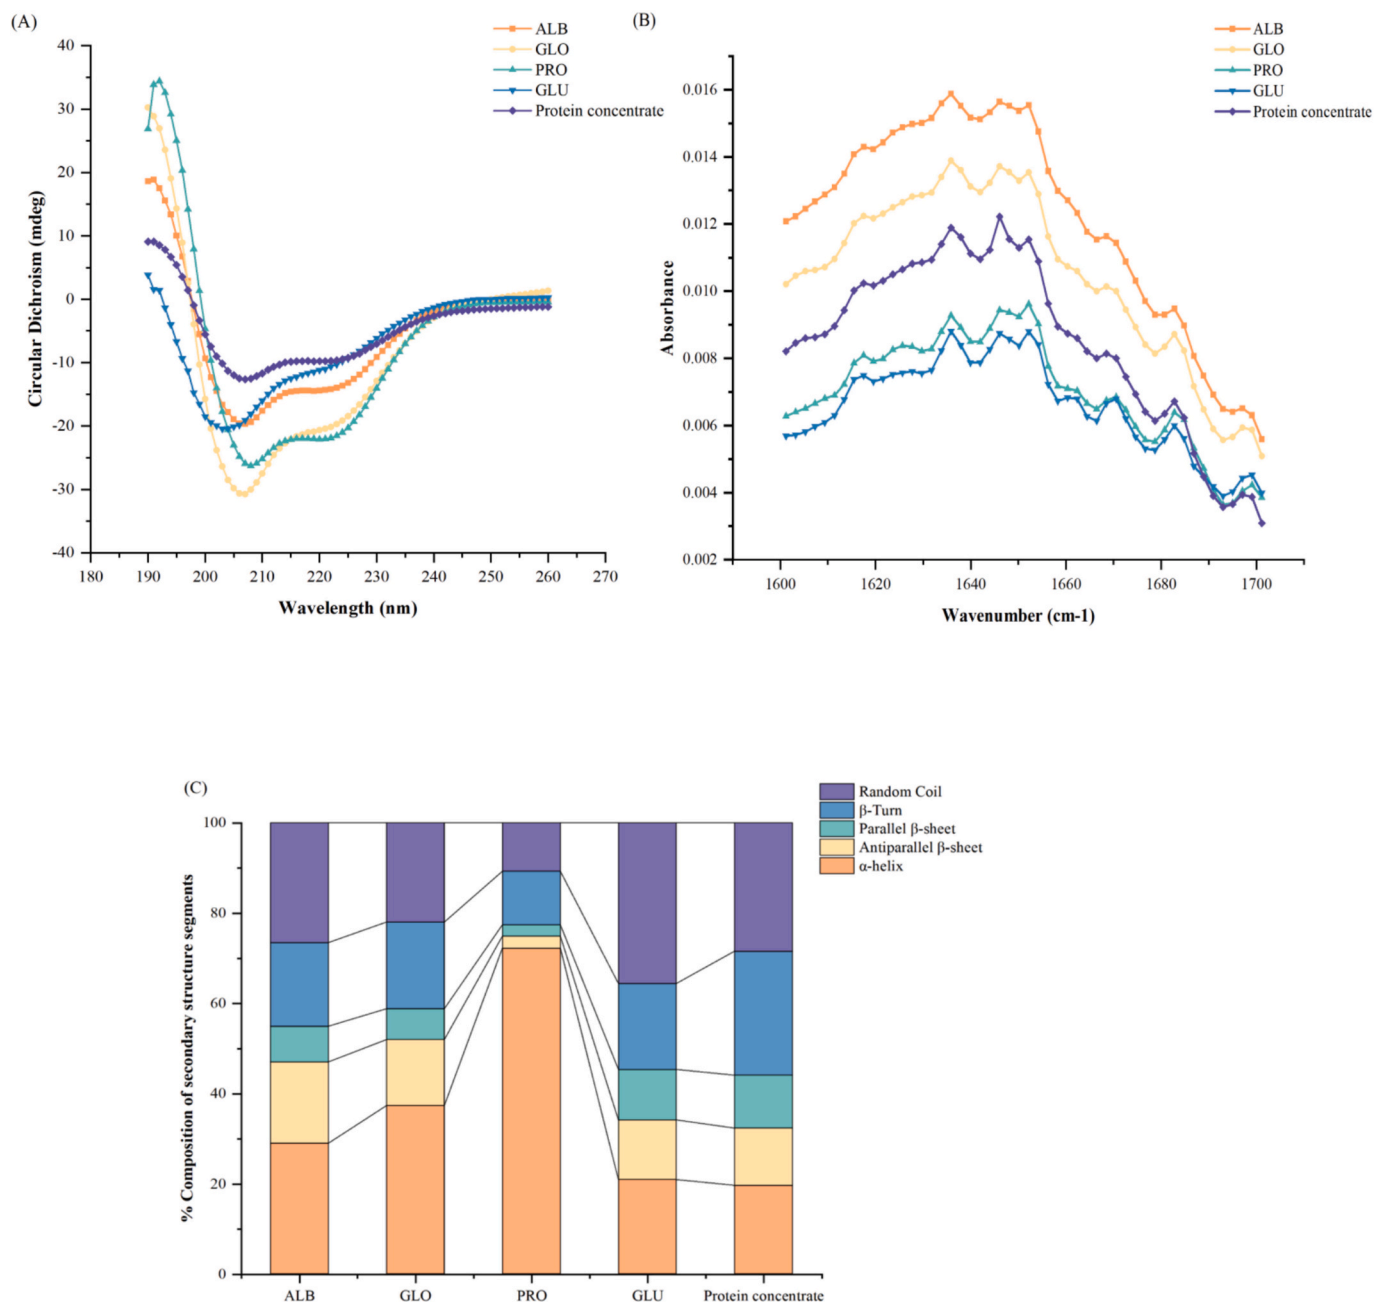 (A)
ALB
GLO
PRO
GLU
Protein concentrate
40
30
20
10
0
-10
-20
-30
-40
Circular Dichroism (mdeg)
180 190 200 210 220 230 240 250 260 270
Wavelength (nm)
(B)
ALB
GLO
PRO
GLU
Protein concentrate
0.016
0.014
0.012
0.010
0.008
0.006
0.004
0.002
Absorbance
1600 1620 1640 1660 1680 1700
Wavenumber (cm-1)
(C)
Random Coil
β-Turn
Parallel β-sheet
Antiparallel β-sheet
α-helix
100
80
60
40
20
0
% Composition of secondary structure segments
ALB GLO PRO GLU Protein concentrate